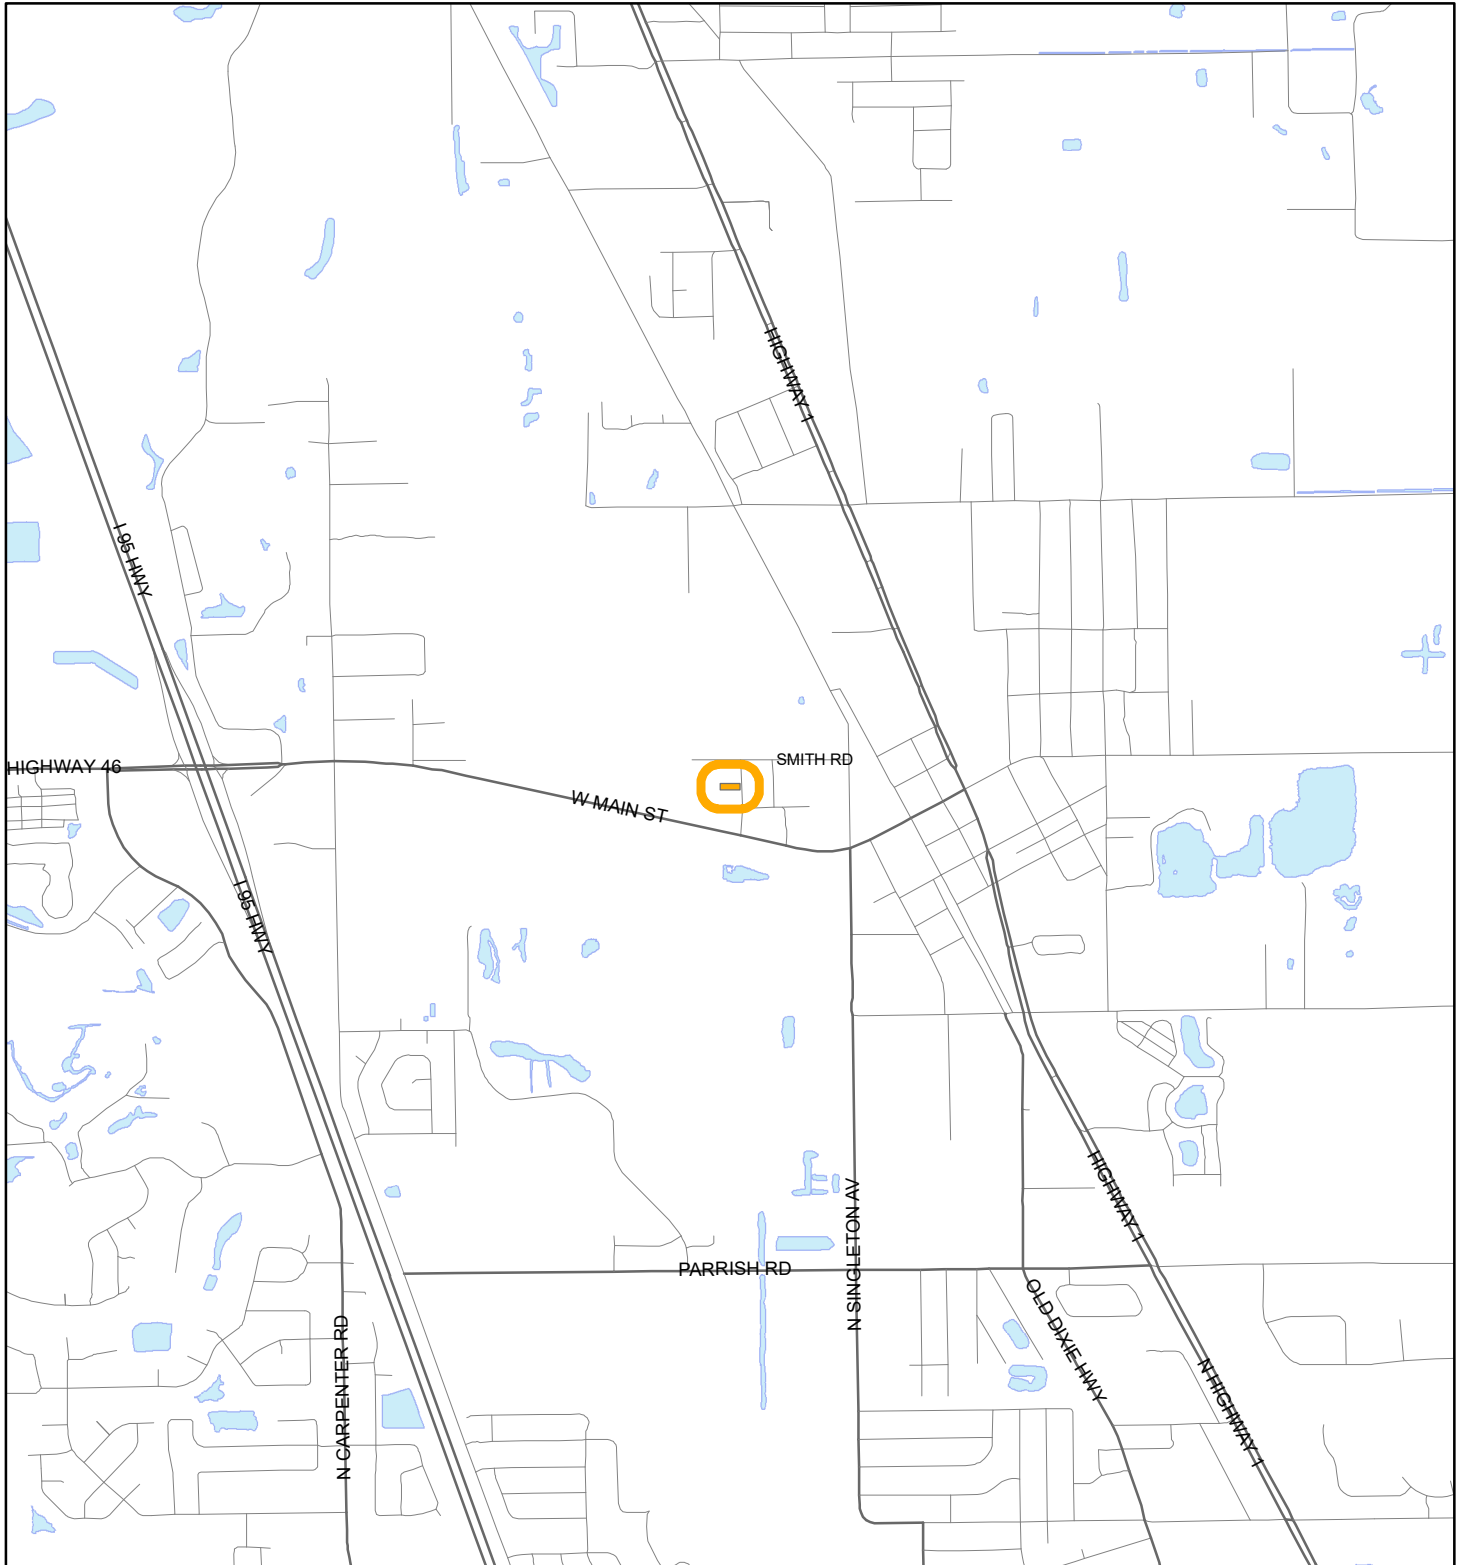 HIGHWAY 1
I 95 HWY
SMITH RD
HIGHWAY 46
W MAIN ST
I 95 HWY
HIGHWAY 1
N SINGLETON AV
PARRISH RD
OLD DIXIE HWY
N CARPENTER RD
N HIGHWAY 1